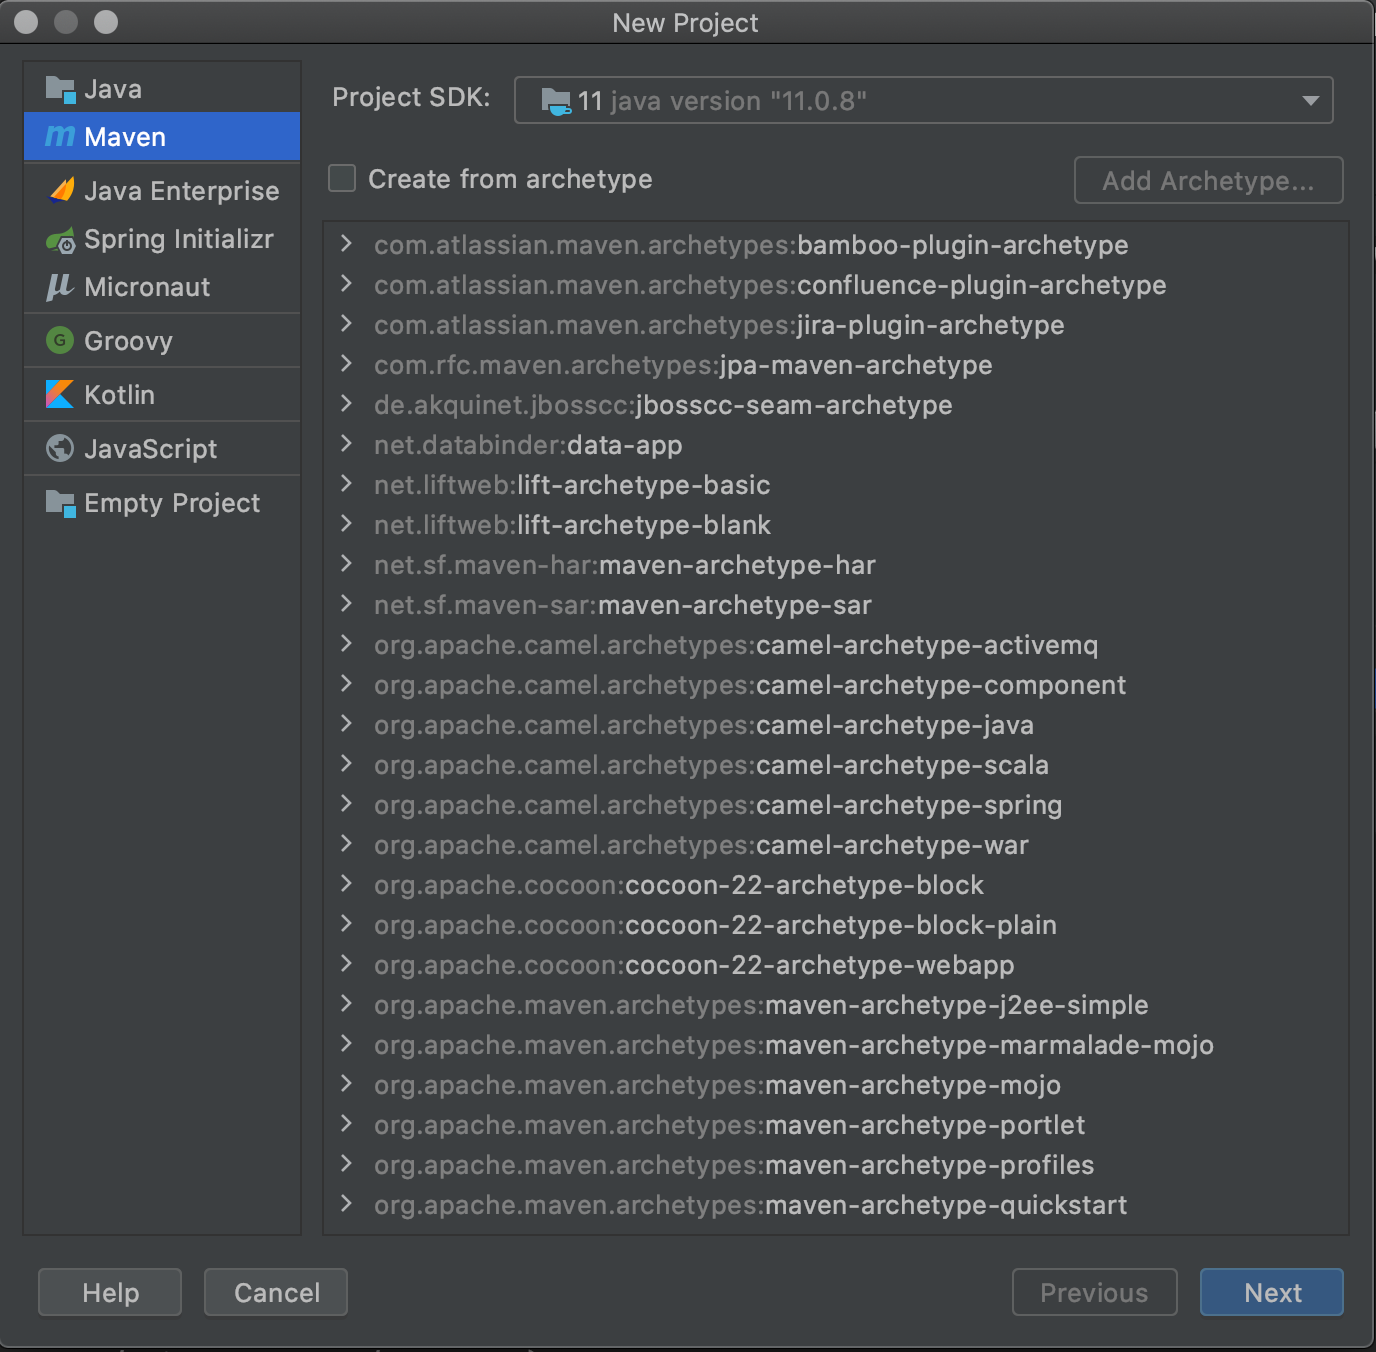 New Project
Java
Maven
Java Enterprise
Spring Initializr
Micronaut
G Groovy
Kotlin
JavaScript
Empty Project
Project SDK: 11 java version "11.0.8"
Create from archetype
Add Archetype...
com.atlassian.maven.archetypes:bamboo-plugin-archetype
com.atlassian.maven.archetypes:confluence-plugin-archetype
com.atlassian.maven.archetypes:jira-plugin-archetype
com.rfc.maven.archetypes:jpa-maven-archetype
de.akquinet.jbosscc:jbosscc-seam-archetype
net.databinder:data-app
net.liftweb:lift-archetype-basic
net.liftweb:lift-archetype-blank
net.sf.maven-har:maven-archetype-har
net.sf.maven-sar:maven-archetype-sar
org.apache.camel.archetypes:camel-archetype-activemq
org.apache.camel.archetypes:camel-archetype-component
org.apache.camel.archetypes:camel-archetype-java
org.apache.camel.archetypes:camel-archetype-scala
org.apache.camel.archetypes:camel-archetype-spring
org.apache.camel.archetypes:camel-archetype-war
org.apache.cocoon:cocoon-22-archetype-block
org.apache.cocoon:cocoon-22-archetype-block-plain
org.apache.cocoon:cocoon-22-archetype-webapp
org.apache.maven.archetypes:maven-archetype-j2ee-simple
org.apache.maven.archetypes:maven-archetype-marmalade-mojo
org.apache.maven.archetypes:maven-archetype-mojo
org.apache.maven.archetypes:maven-archetype-portlet
org.apache.maven.archetypes:maven-archetype-profiles
org.apache.maven.archetypes:maven-archetype-quickstart
Help
Cancel
Previous
Next